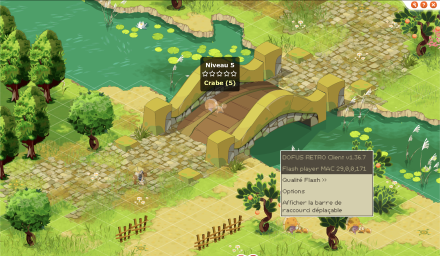 Niveau 5
Crabe (5)
DOFUS RETRO Client v1.36.7
Flash player MAC 29,0,0,171
Qualité Flash >>
Options
Afficher la barre de
raccourci déplaçable